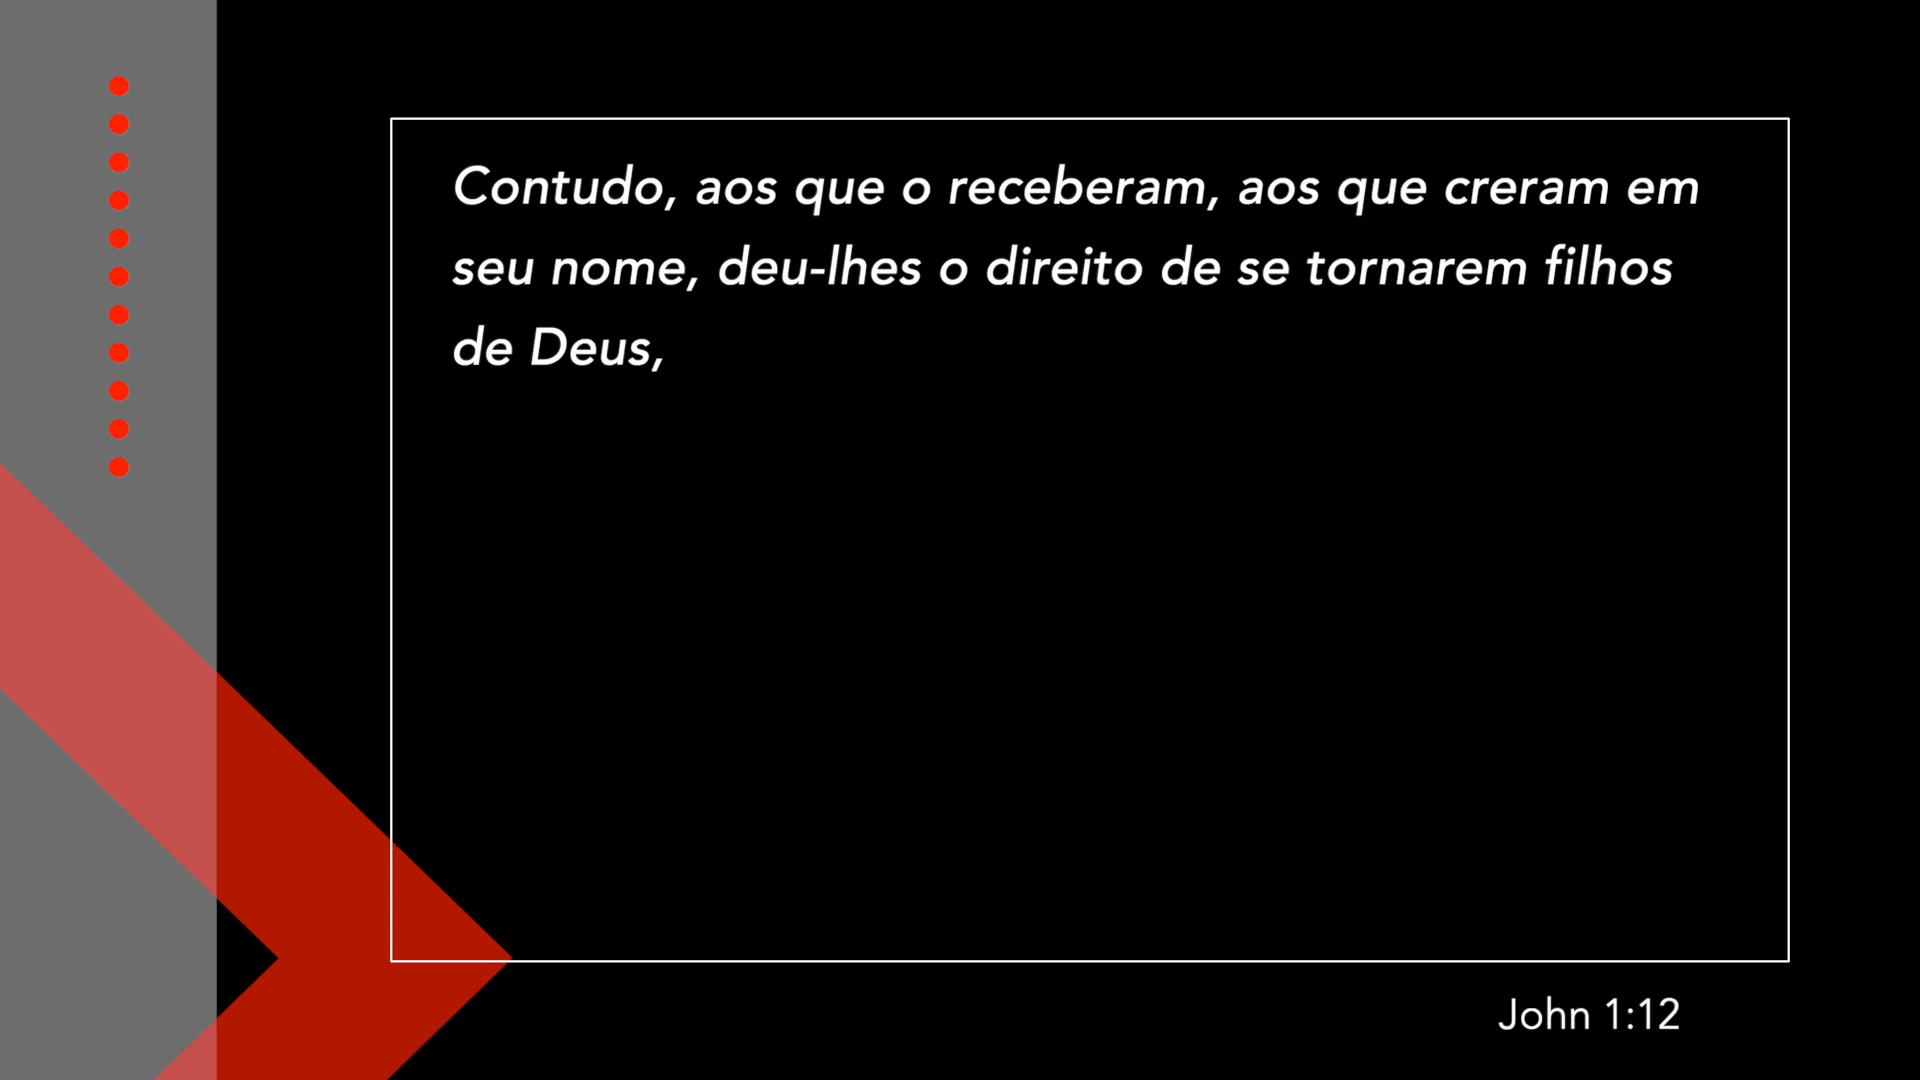 Contudo, aos que o receberam, aos que creram em
seu nome, deu-lhes o direito de se tornarem filhos
de Deus,
John 1:12